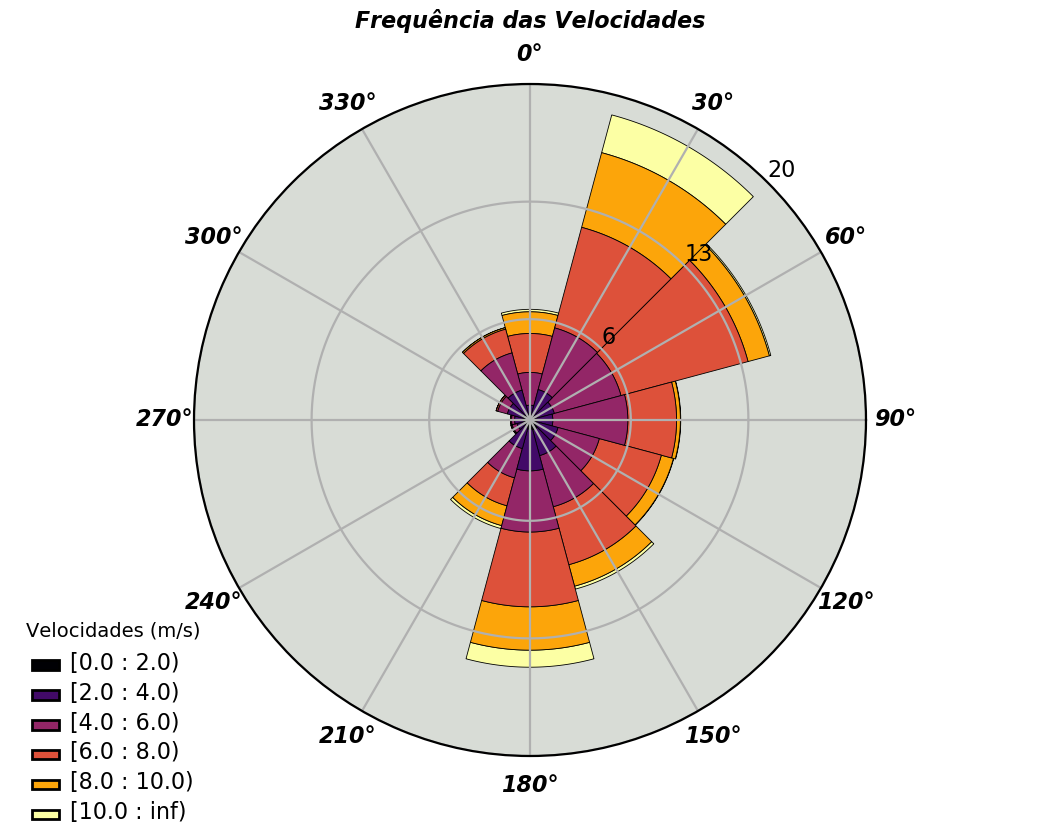 Frequência das Velocidades
0°
30°
60°
90°
120°
150°
180°
210°
240°
270°
300°
330°
20
13
6
Velocidades (m/s)
[0.0 : 2.0)
[2.0 : 4.0)
[4.0 : 6.0)
[6.0 : 8.0)
[8.0 : 10.0)
[10.0 : inf)